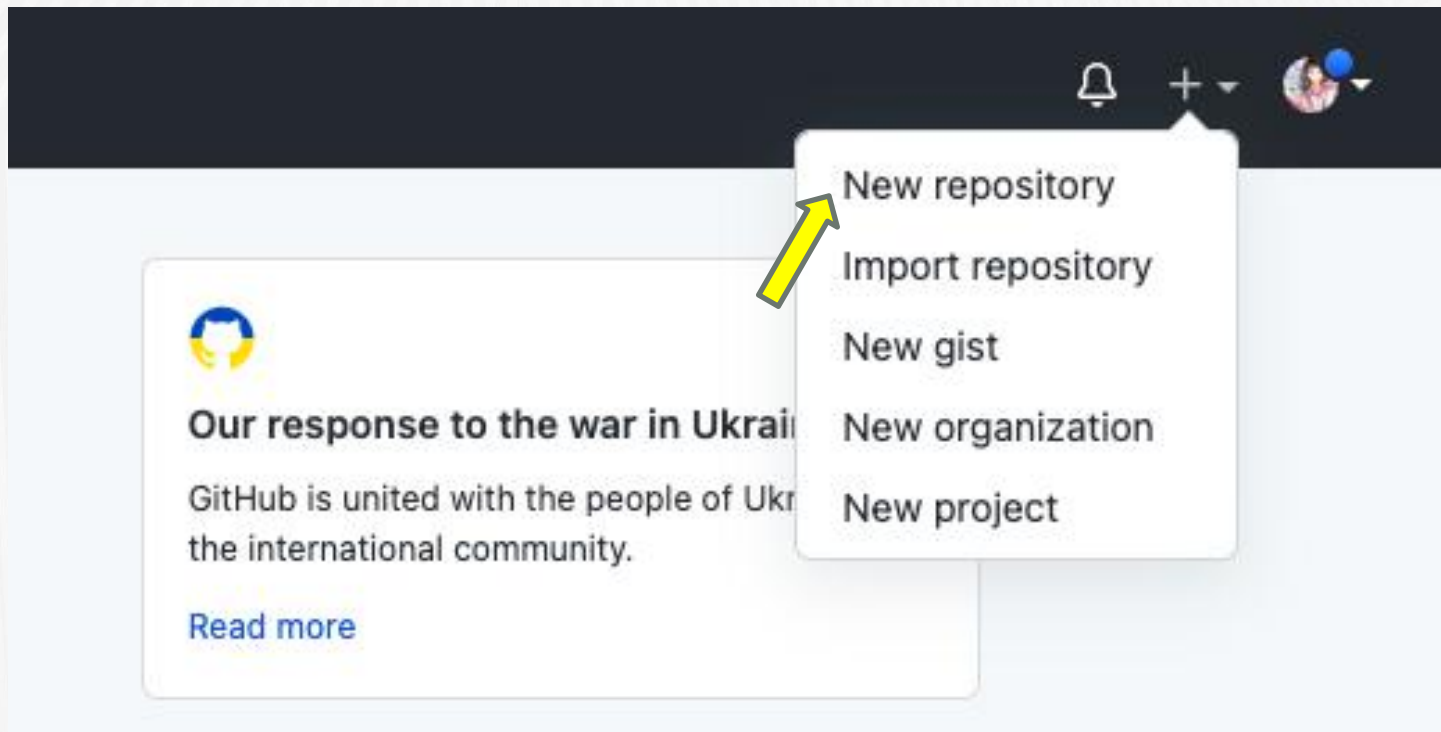 New repository
Import repository
New gist
New organization
New project
Our response to the war in Ukrai
GitHub is united with the people of Ukr
the international community.
Read more